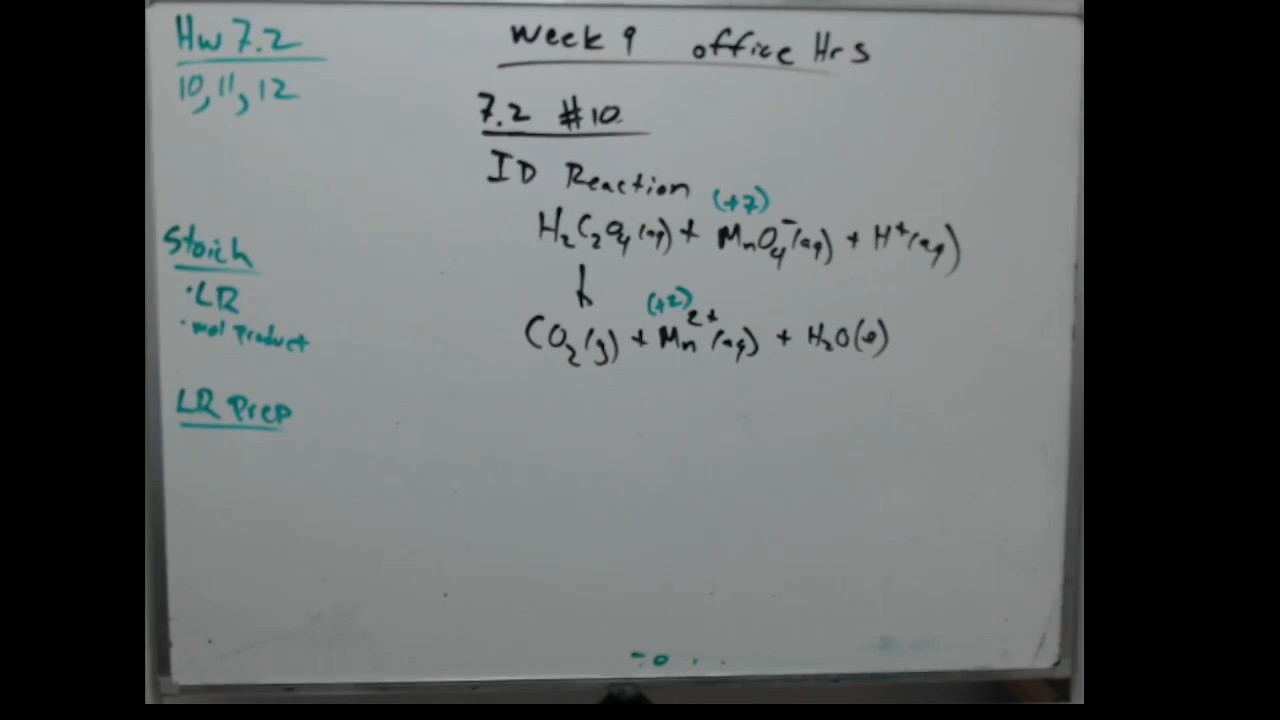 Hw 7.2
10, 11, 12
Stoich
• LR
• mol product
LR Prep
Week 9 office Hrs
7.2 #10
ID Reaction
(+7)
H₂C₂O₄(aq) + MnO₄⁻(aq) + H⁺(aq)
(+2)
CO₂(g) + Mn²⁺(aq) + H₂O(l)